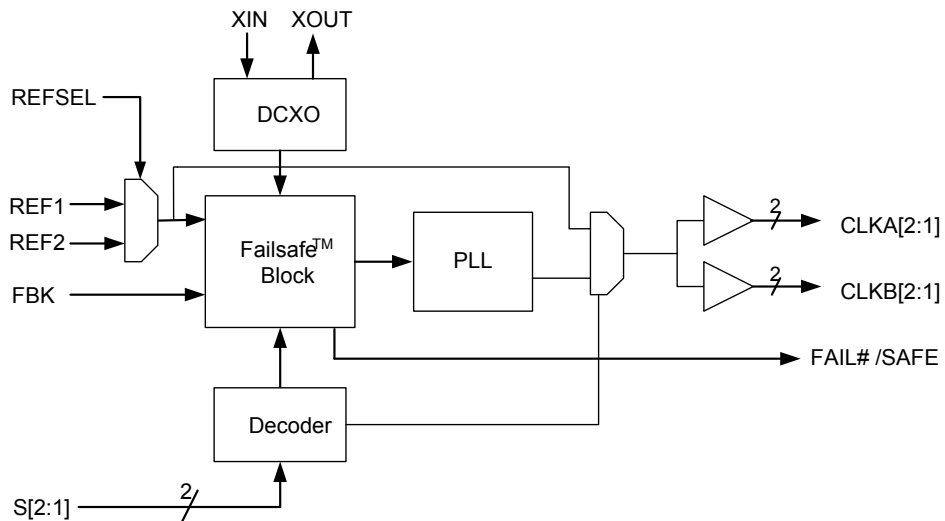 XIN
XOUT
REFSEL
DCXO
REF1
REF2
Failsafe™
Block
PLL
2
CLKA[2:1]
FBK
2
CLKB[2:1]
FAIL# /SAFE
Decoder
2
S[2:1]